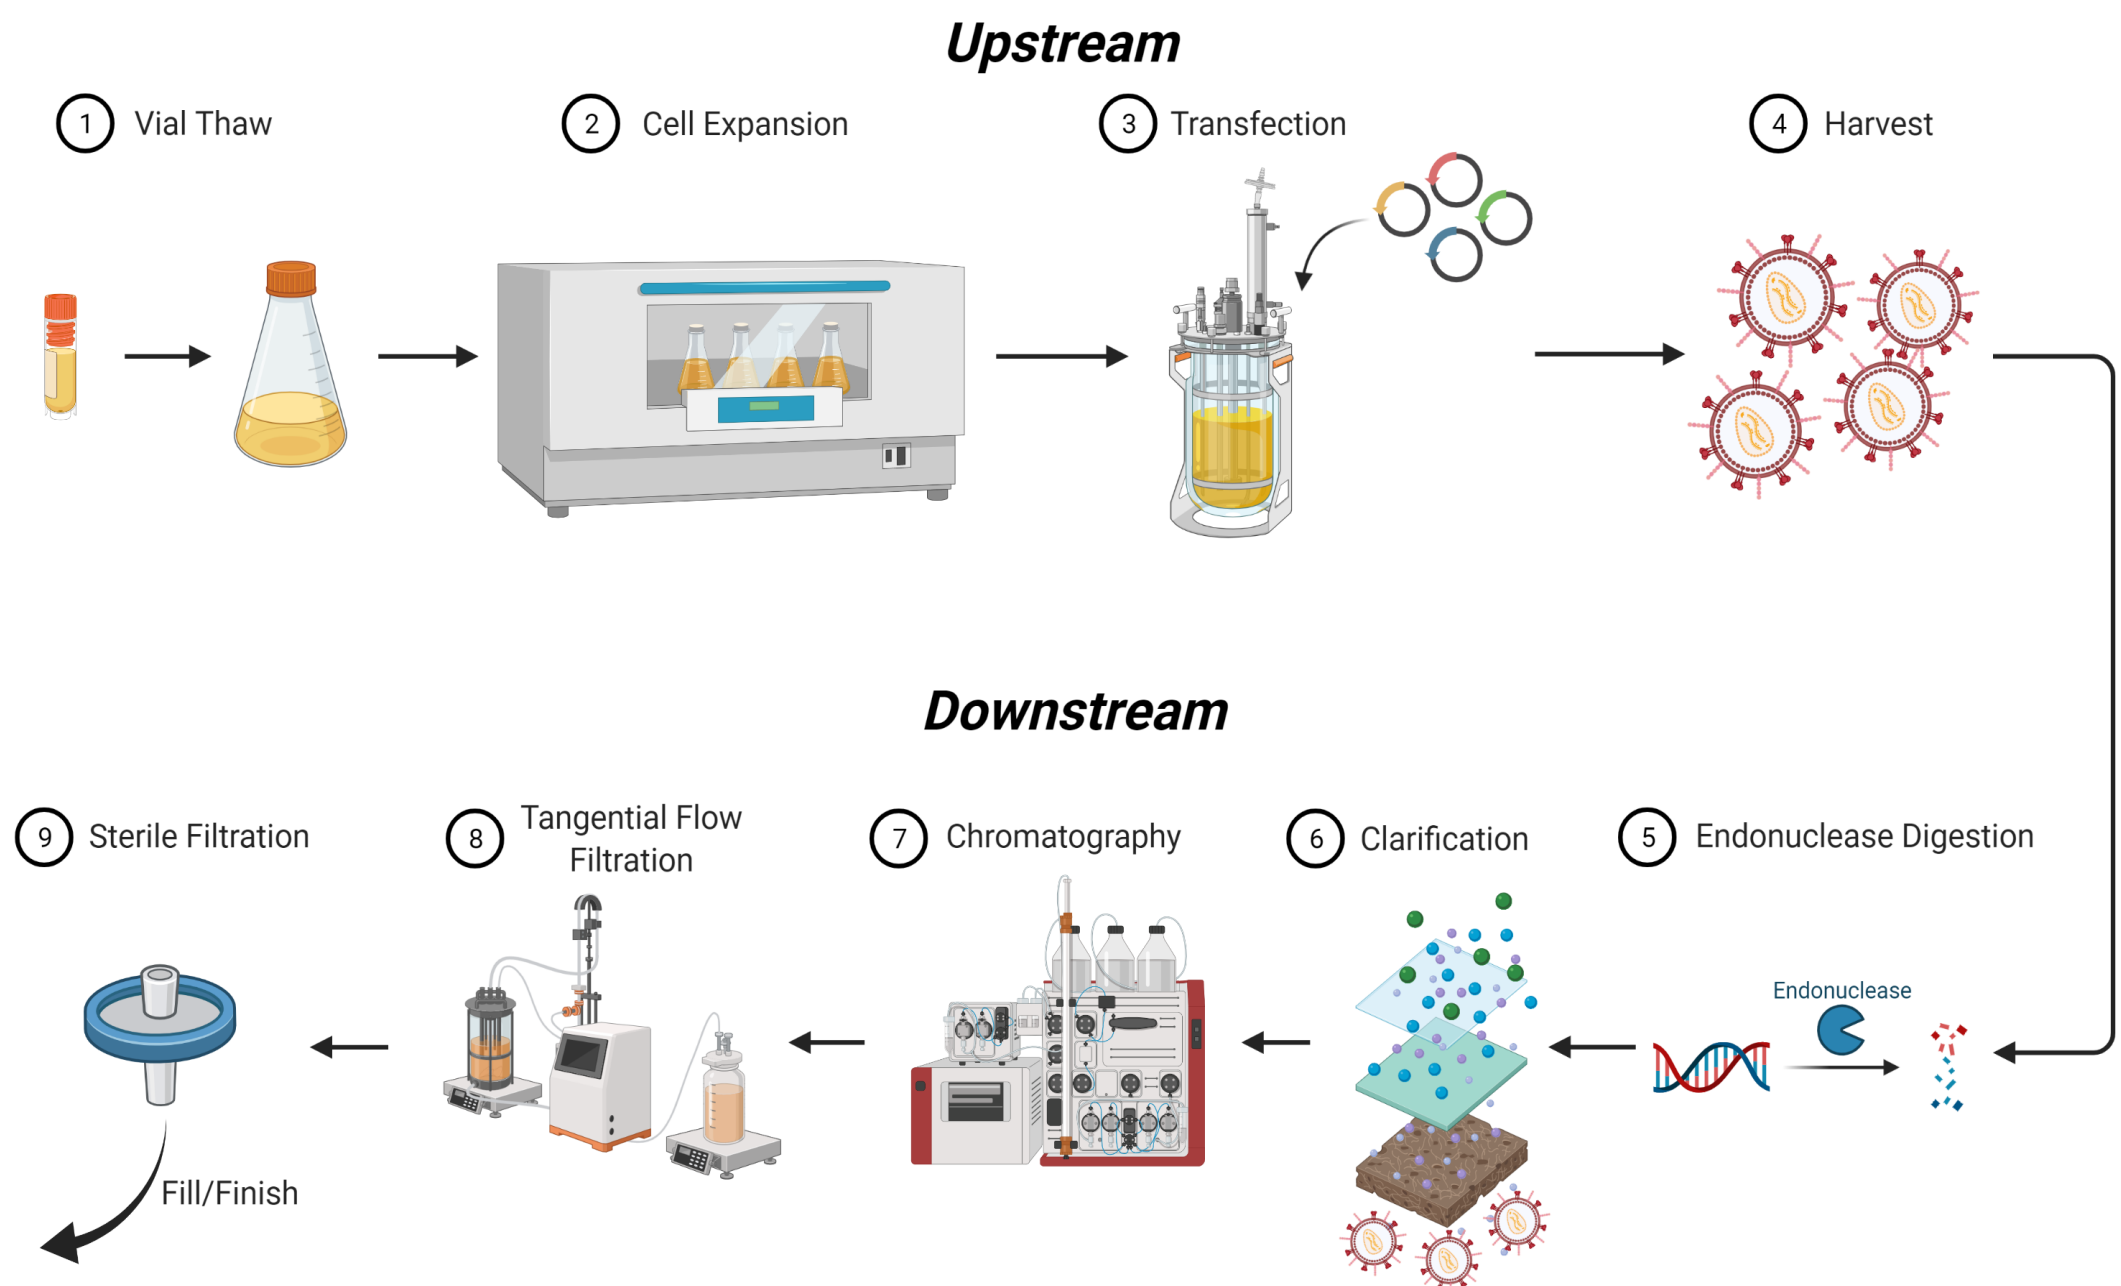 Upstream
1 Vial Thaw
2 Cell Expansion
3 Transfection
4 Harvest
Downstream
9 Sterile Filtration
8 Tangential Flow
Filtration
7 Chromatography
6 Clarification
5 Endonuclease Digestion
Endonuclease
Fill/Finish